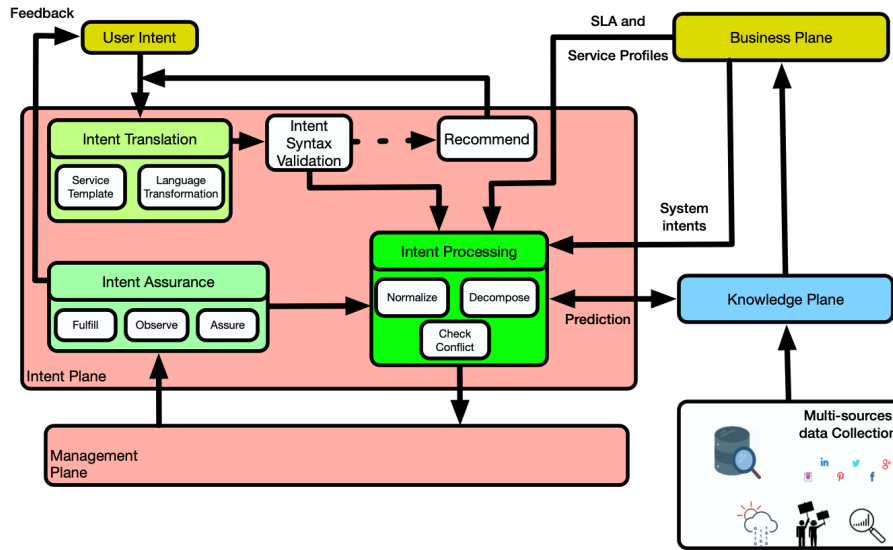 Feedback
User Intent
SLA and
Service Profiles
Business Plane
Intent Translation
Service
Template
Language
Transformation
Intent
Syntax
Validation
Recommend
System
intents
Intent Processing
Normalize
Decompose
Check
Conflict
Intent Assurance
Fulfill
Observe
Assure
Prediction
Knowledge Plane
Intent Plane
Management
Plane
Multi-sources
data Collection
in
f
g+